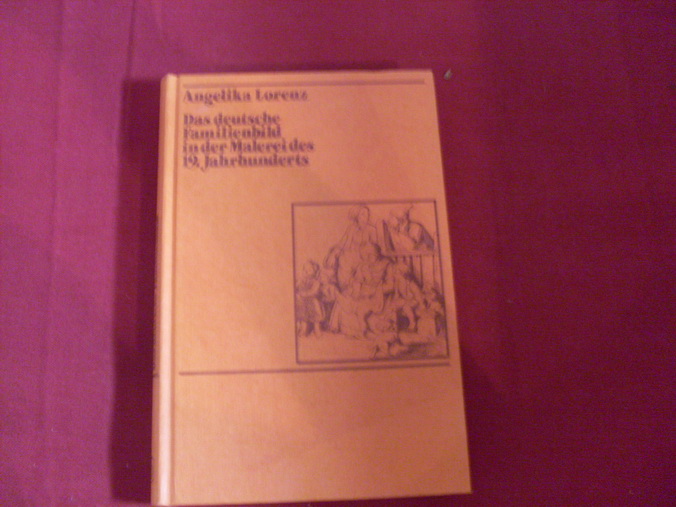 Angelika Lorenz
Das deutsche
Familienbild
in der Malerei des
19. Jahrhunderts